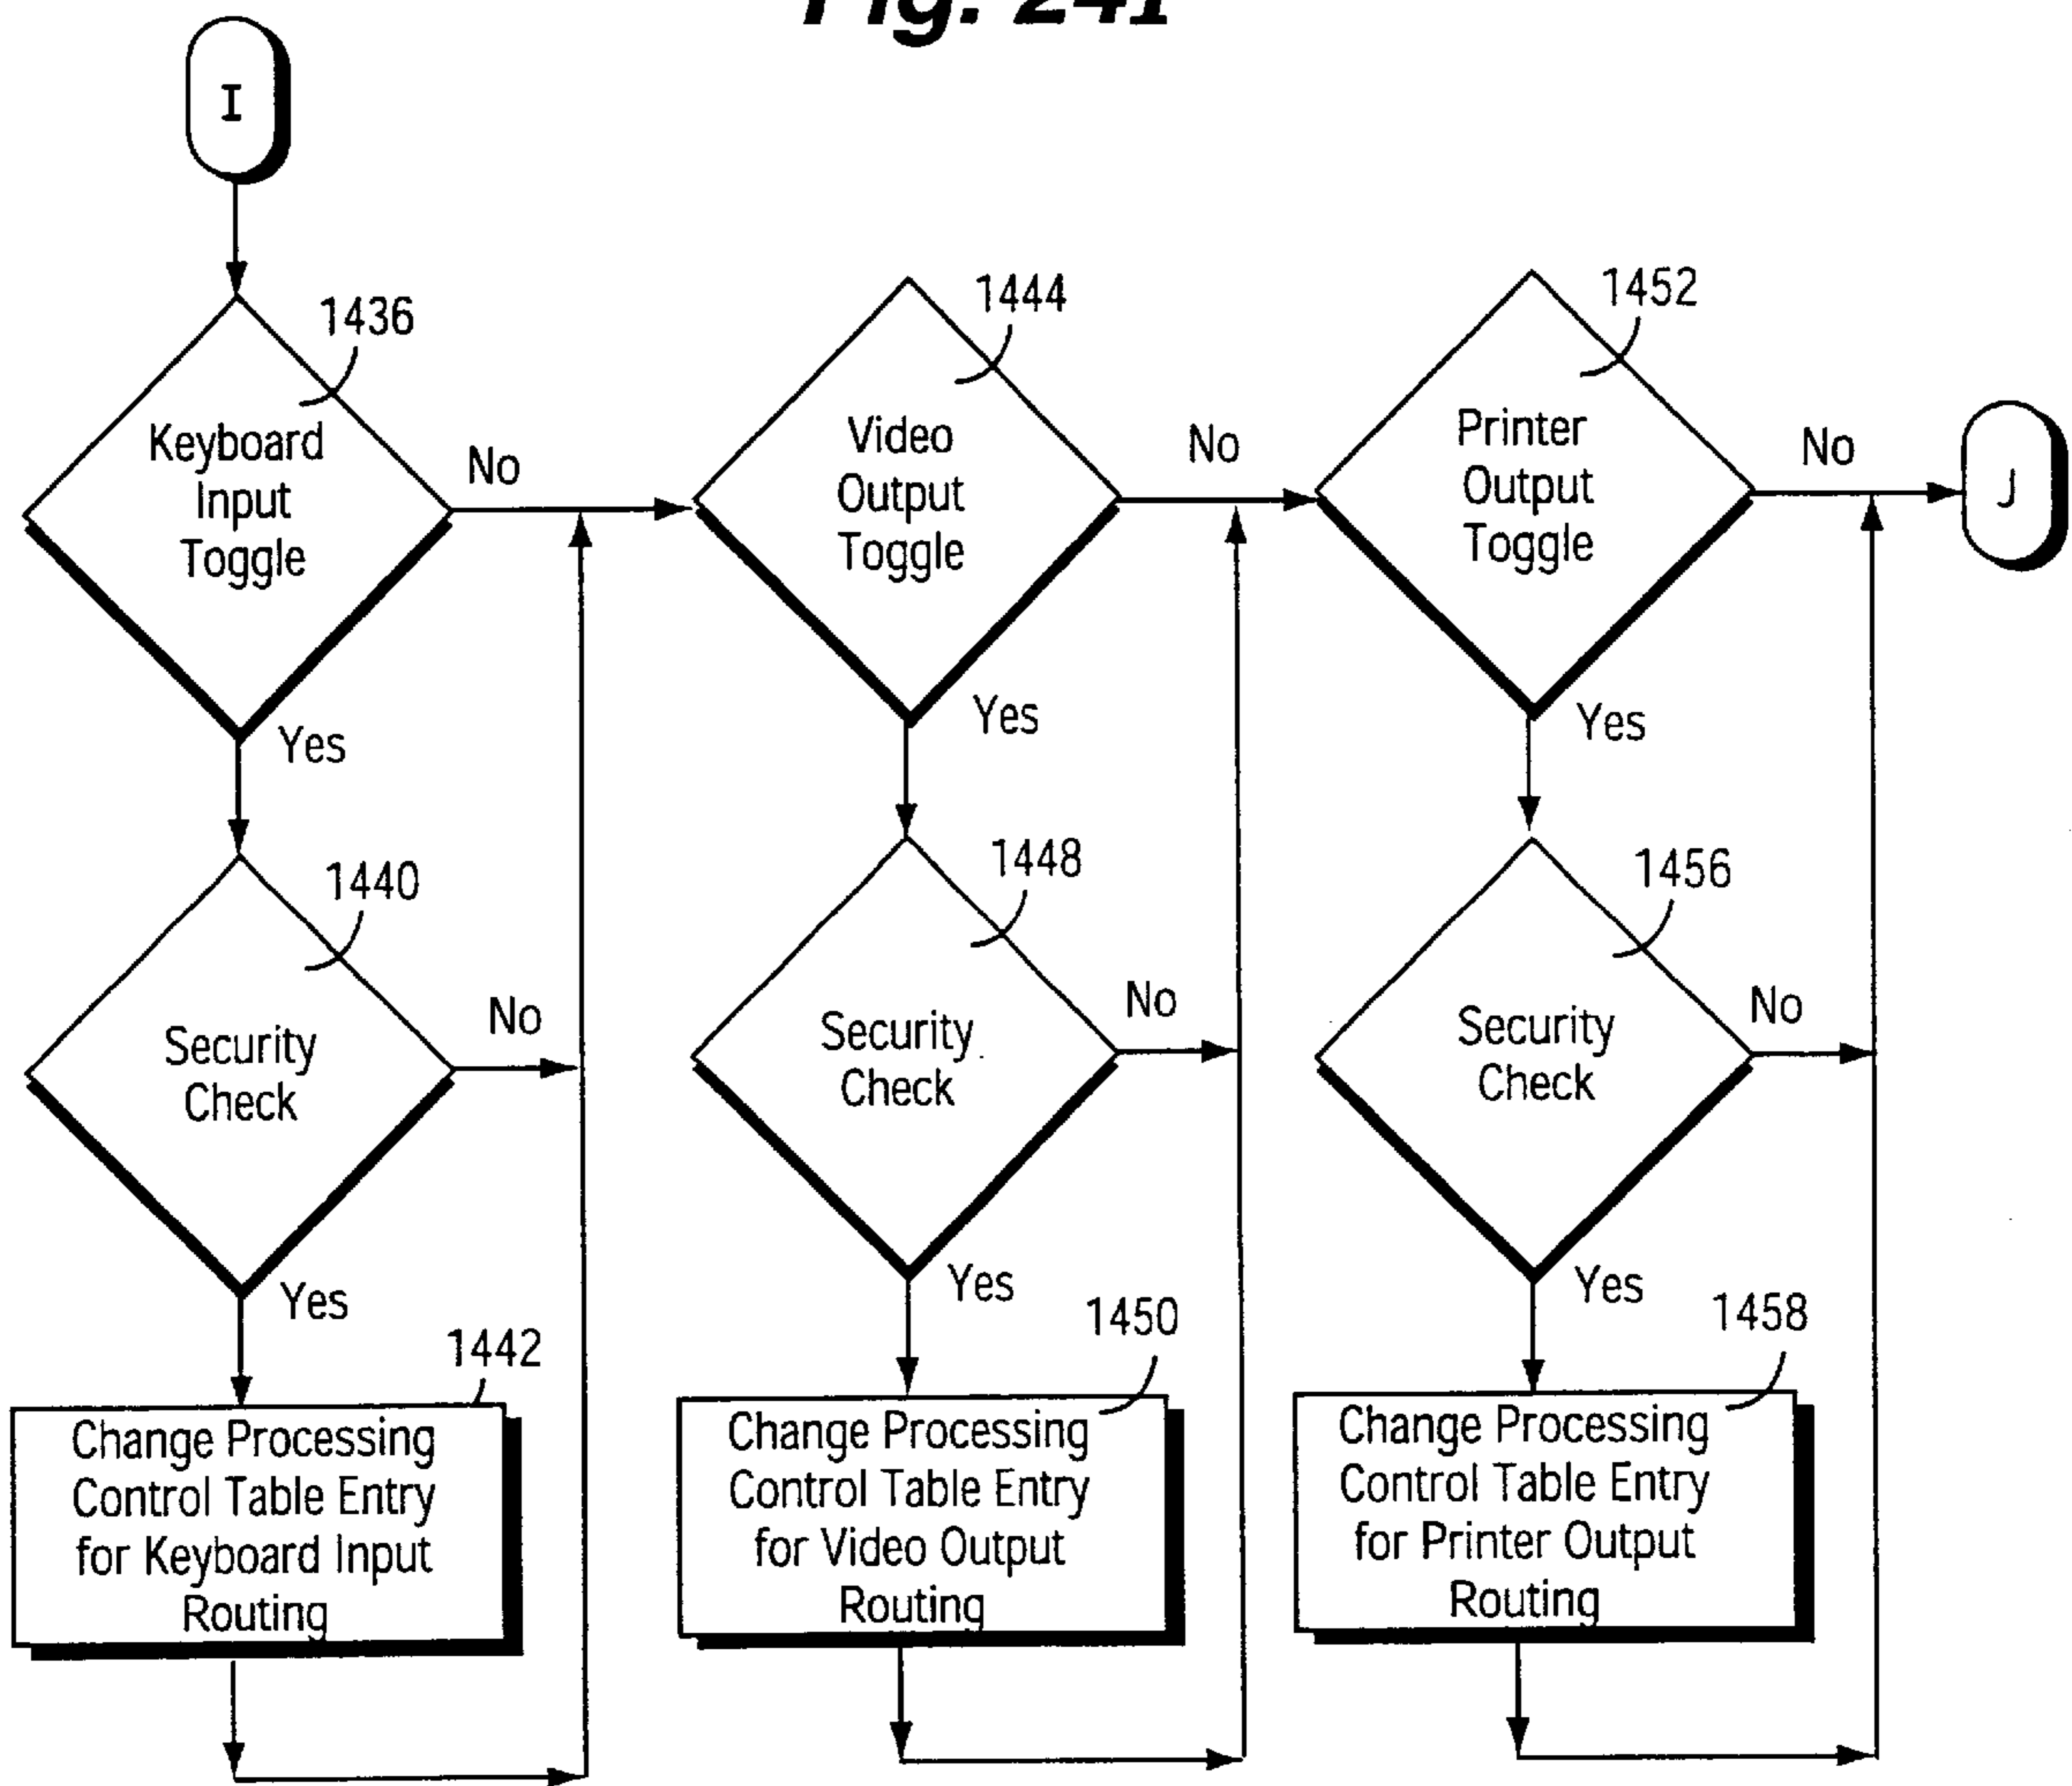 Fig. 241
I
1436
Keyboard
Input
Toggle
No
Yes
1440
Security
Check
No
Yes
1442
Change Processing
Control Table Entry
for Keyboard Input
Routing
1444
Video
Output
Toggle
No
Yes
1448
Security
Check
No
Yes
1450
Change Processing
Control Table Entry
for Video Output
Routing
1452
Printer
Output
Toggle
No
Yes
1456
Security
Check
No
Yes
1458
Change Processing
Control Table Entry
for Printer Output
Routing
J